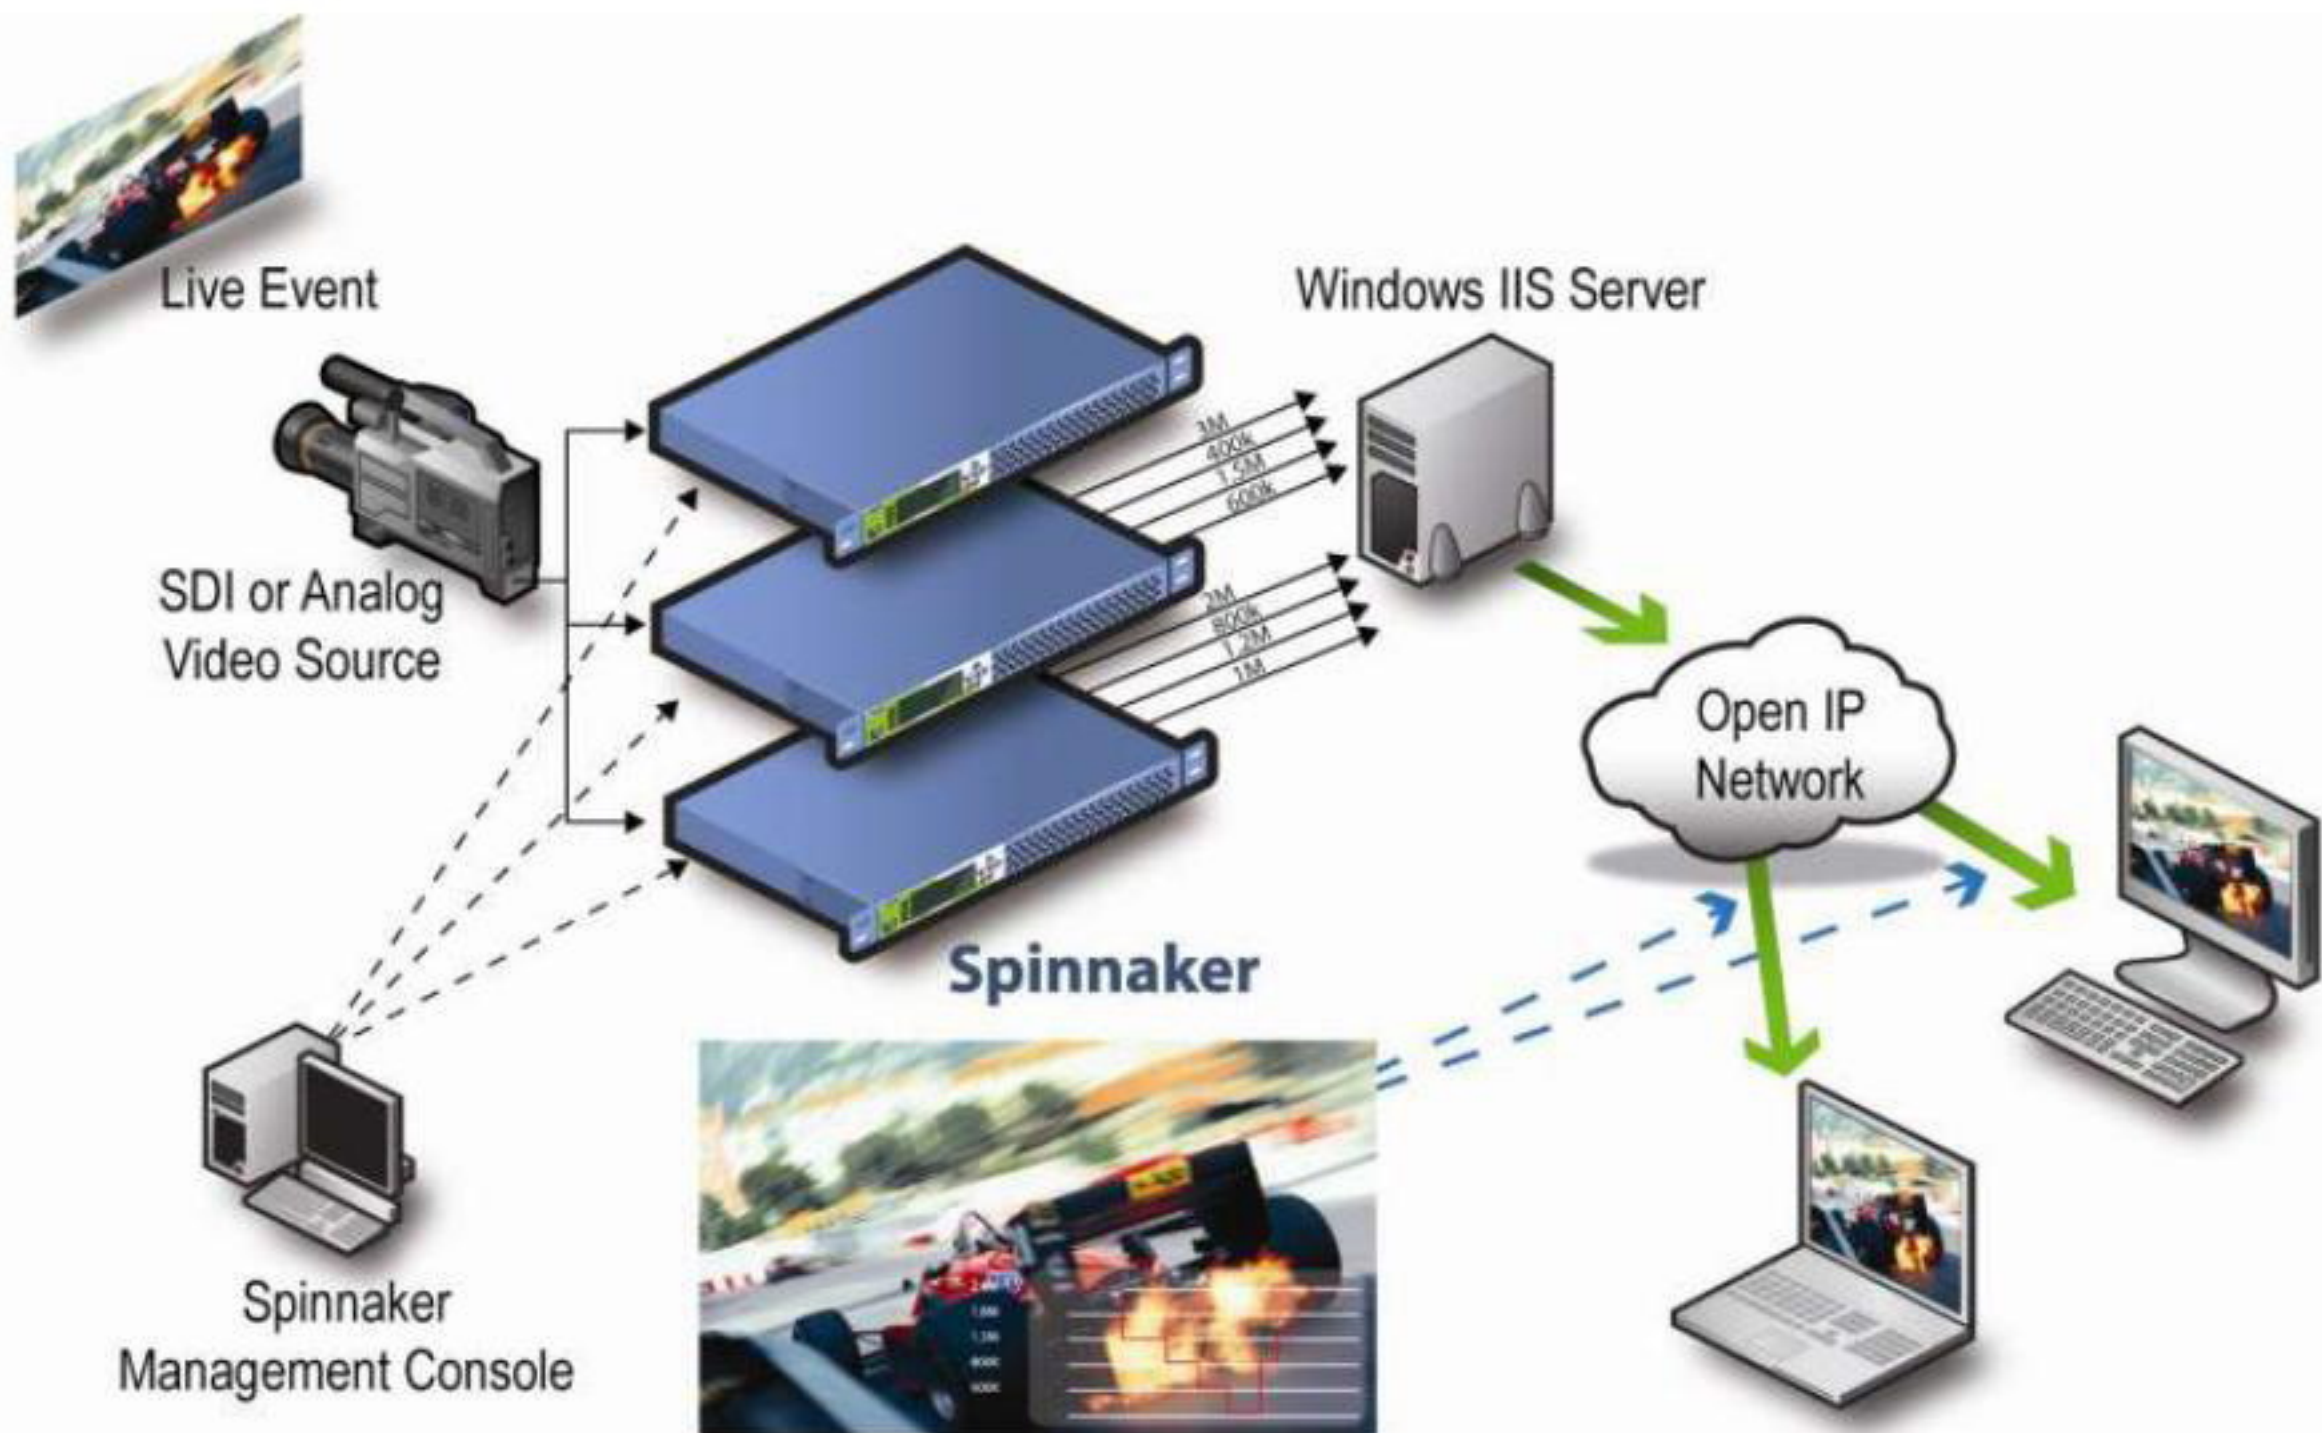 Live Event
Windows IIS Server
3M
400k
1.5M
600k
SDI or Analog
Video Source
2M
800k
1.2M
1M
Open IP
Network
Spinnaker
Spinnaker
Management Console